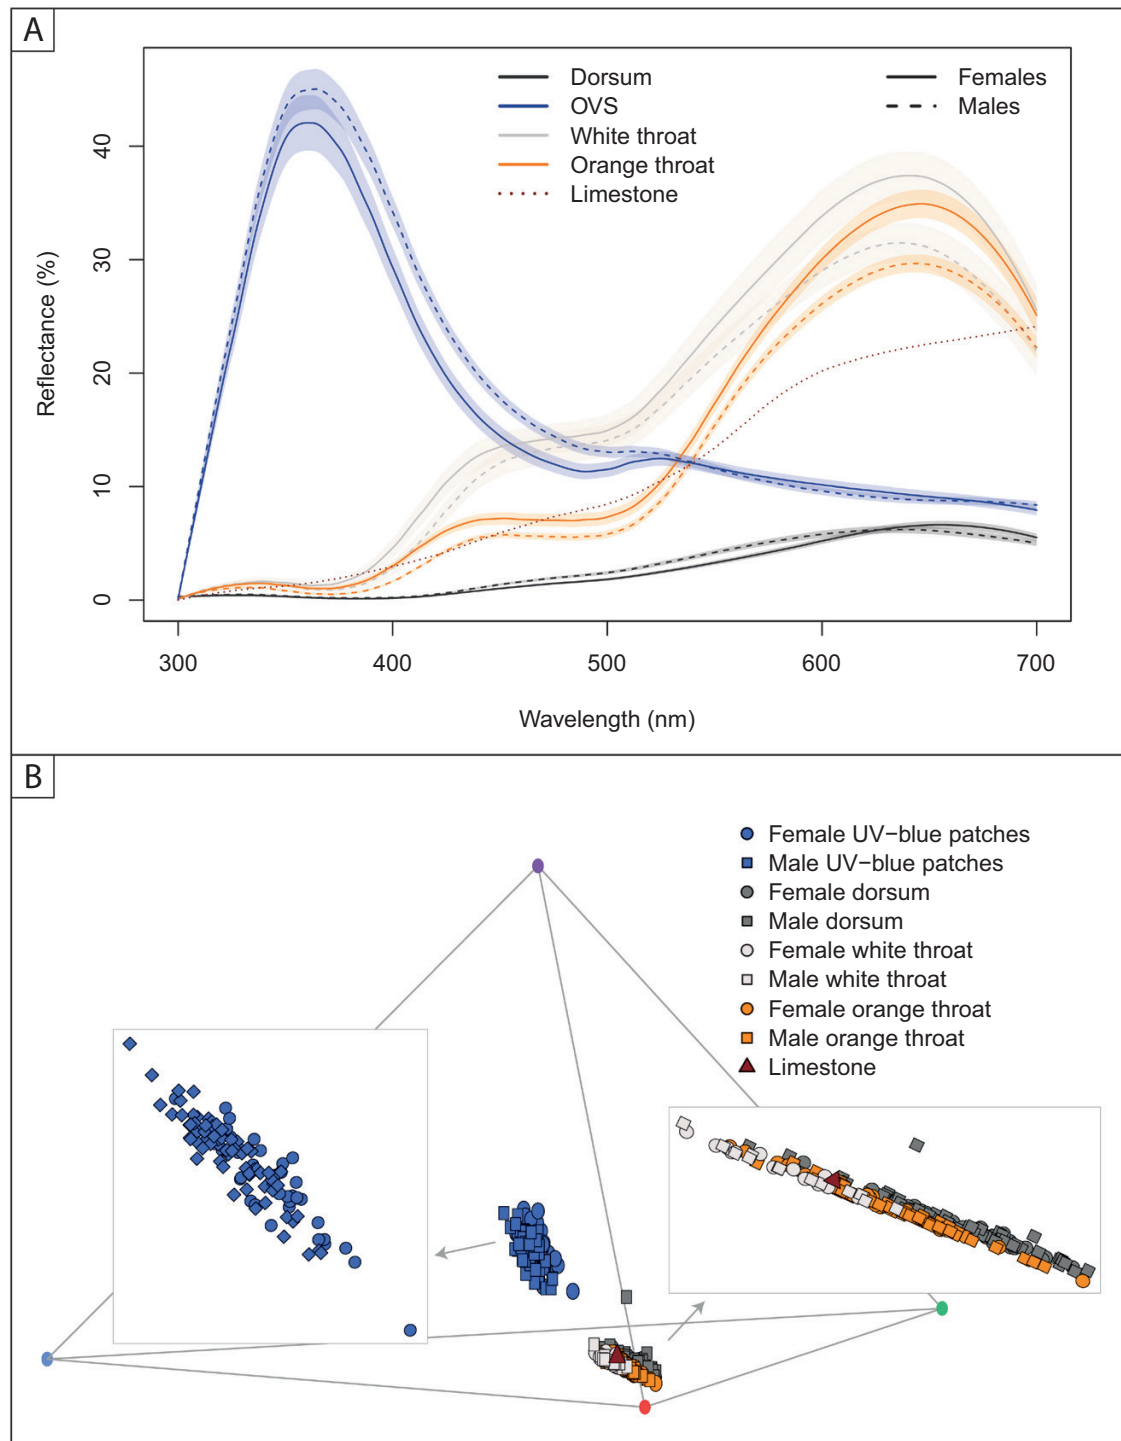 A
Dorsum
OVS
White throat
Orange throat
Limestone
Females
Males
Reflectance (%)
40
30
20
10
0
300 400 500 600 700
Wavelength (nm)
B
Female UV−blue patches
Male UV−blue patches
Female dorsum
Male dorsum
Female white throat
Male white throat
Female orange throat
Male orange throat
Limestone